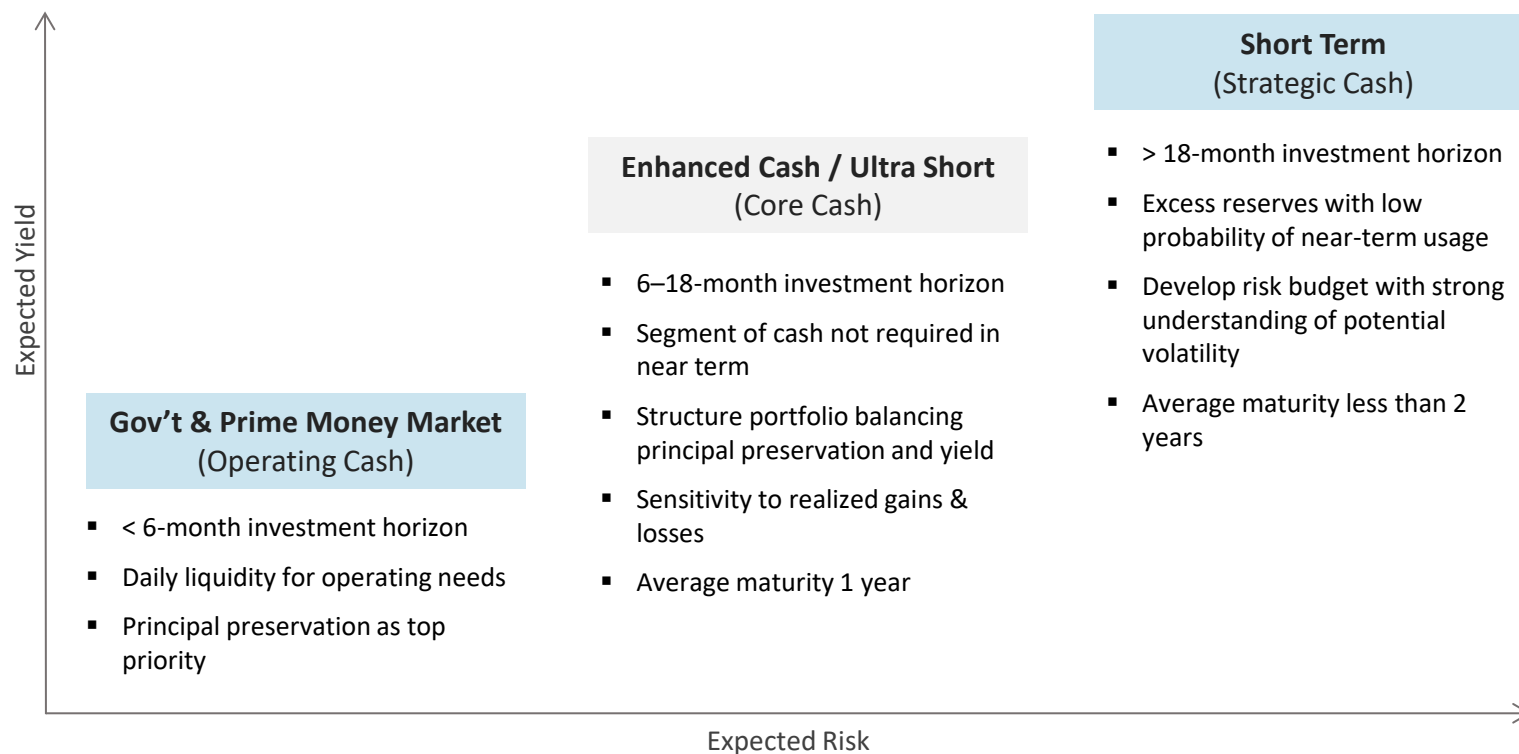 Expected Yield
Short Term
(Strategic Cash)
▪ > 18-month investment horizon
▪ Excess reserves with low
probability of near-term usage
▪ Develop risk budget with strong
understanding of potential
volatility
▪ Average maturity less than 2
years
Enhanced Cash / Ultra Short
(Core Cash)
▪ 6–18-month investment horizon
▪ Segment of cash not required in
near term
▪ Structure portfolio balancing
principal preservation and yield
▪ Sensitivity to realized gains &
losses
▪ Average maturity 1 year
Gov't & Prime Money Market
(Operating Cash)
▪ < 6-month investment horizon
▪ Daily liquidity for operating needs
▪ Principal preservation as top
priority
Expected Risk